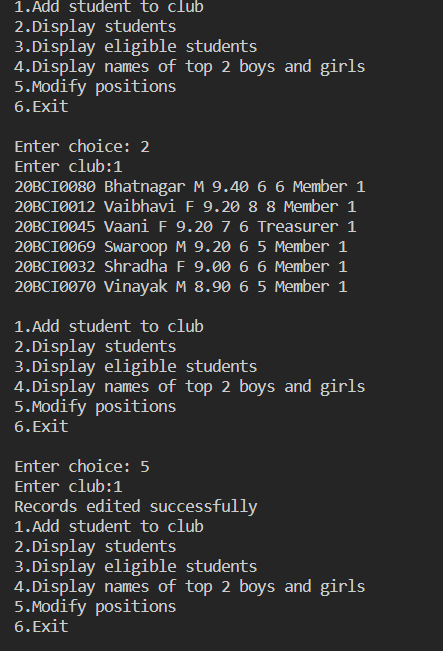 1.Add student to club
2.Display students
3.Display eligible students
4.Display names of top 2 boys and girls
5.Modify positions
6.Exit
Enter choice: 2
Enter club:1
20BCI0080 Bhatnagar M 9.40 6 6 Member 1
20BCI0012 Vaibhavi F 9.20 8 8 Member 1
20BCI0045 Vaani F 9.20 7 6 Treasurer 1
20BCI0069 Swaroop M 9.20 6 5 Member 1
20BCI0032 Shradha F 9.00 6 6 Member 1
20BCI0070 Vinayak M 8.90 6 5 Member 1
1.Add student to club
2.Display students
3.Display eligible students
4.Display names of top 2 boys and girls
5.Modify positions
6.Exit
Enter choice: 5
Enter club:1
Records edited successfully
1.Add student to club
2.Display students
3.Display eligible students
4.Display names of top 2 boys and girls
5.Modify positions
6.Exit